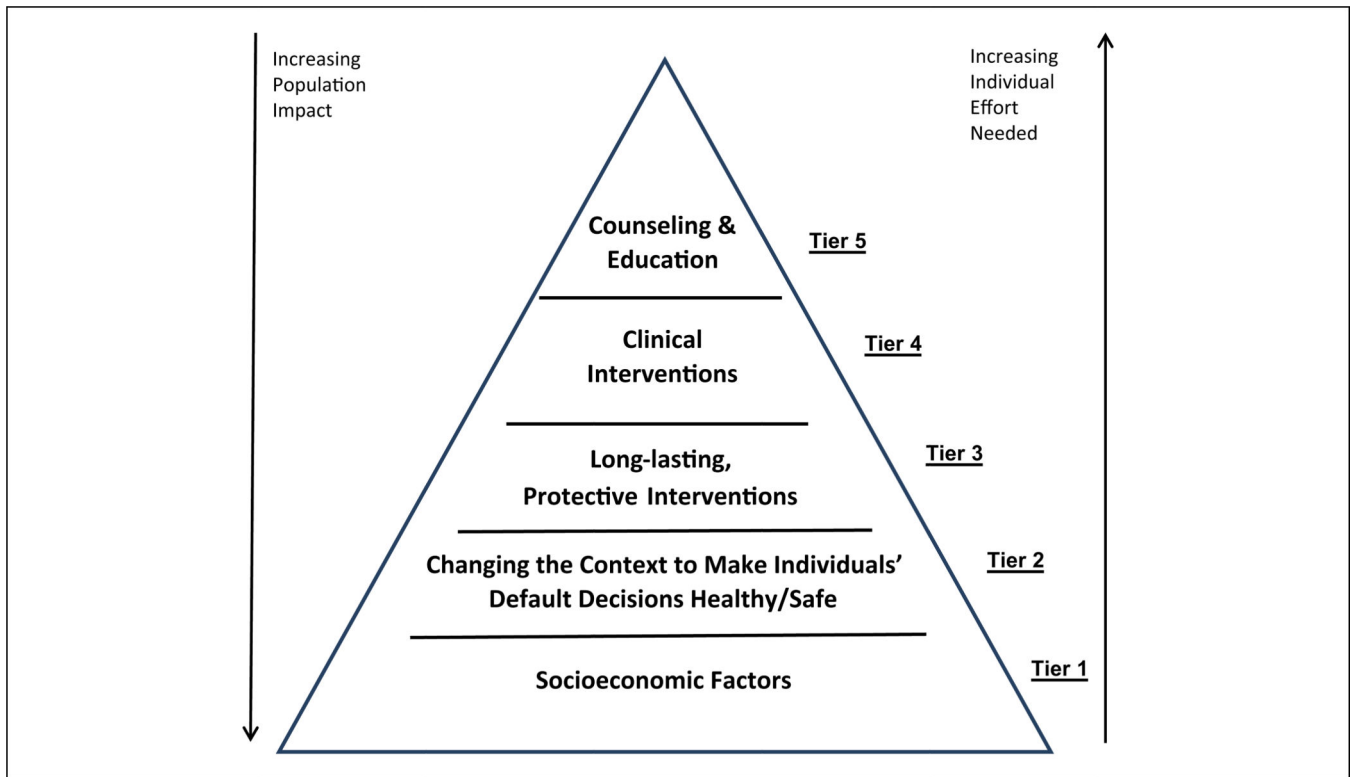 Increasing
Population
Impact
Increasing
Individual
Effort
Needed
Counseling &
Education
Tier 5
Clinical
Interventions
Tier 4
Long-lasting,
Protective Interventions
Tier 3
Changing the Context to Make Individuals’
Default Decisions Healthy/Safe
Tier 2
Socioeconomic Factors
Tier 1